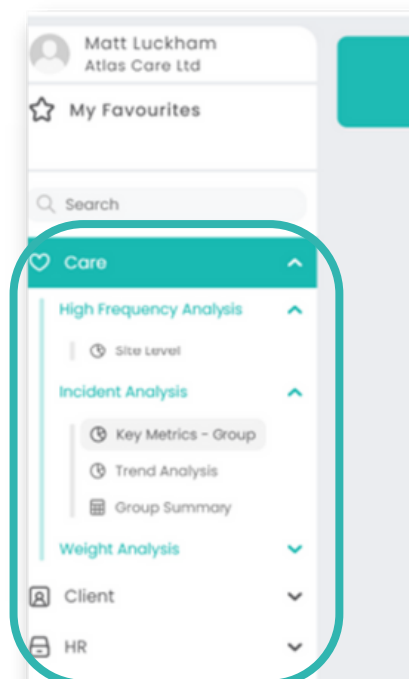 Matt Luckham
Atlas Care Ltd
My Favourites
Search
Care
High Frequency Analysis
Site Level
Incident Analysis
Key Metrics - Group
Trend Analysis
Group Summary
Weight Analysis
Client
HR